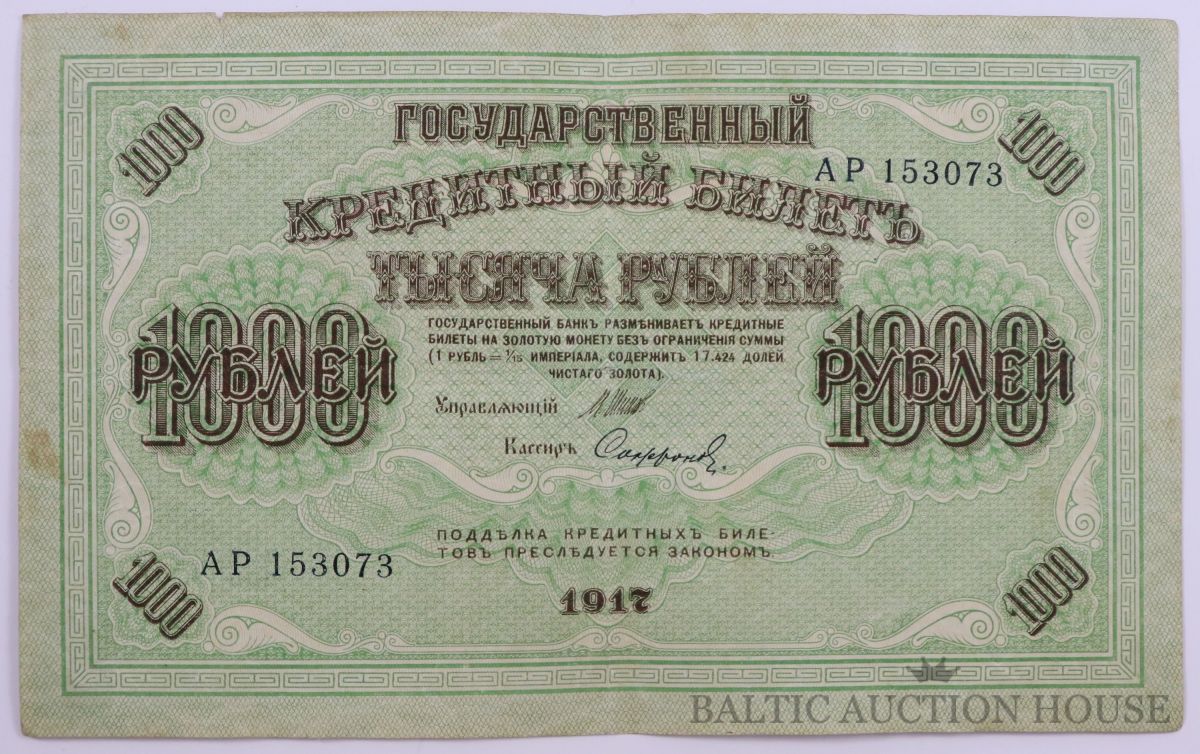 1000
1000
ГОСУДАРСТВЕННЫЙ
АР 153073
КРЕДИТНЫЙ БИЛЕТЪ
ТЫСЯЧА РУБЛЕЙ
1000
РУБЛЕЙ
1000
РУБЛЕЙ
ГОСУДАРСТВЕННЫЙ БАНКЪ РАЗМѢНИВАЕТЪ КРЕДИТНЫЕ
БИЛЕТЫ НА ЗОЛОТУЮ МОНЕТУ БЕЗЪ ОГРАНИЧЕНІЯ СУММЫ
(1 РУБЛЬ = 1/15 ИМПЕРІАЛА, СОДЕРЖИТЪ 17.424 ДОЛЕЙ
ЧИСТАГО ЗОЛОТА).
Управляющій
Кассиръ Софронов
ПОДДѢЛКА КРЕДИТНЫХЪ БИЛЕ-
ТОВЪ ПРЕСЛѢДУЕТСЯ ЗАКОНОМЪ.
АР 153073
1917
1000
1000
BALTIC AUCTION HOUSE